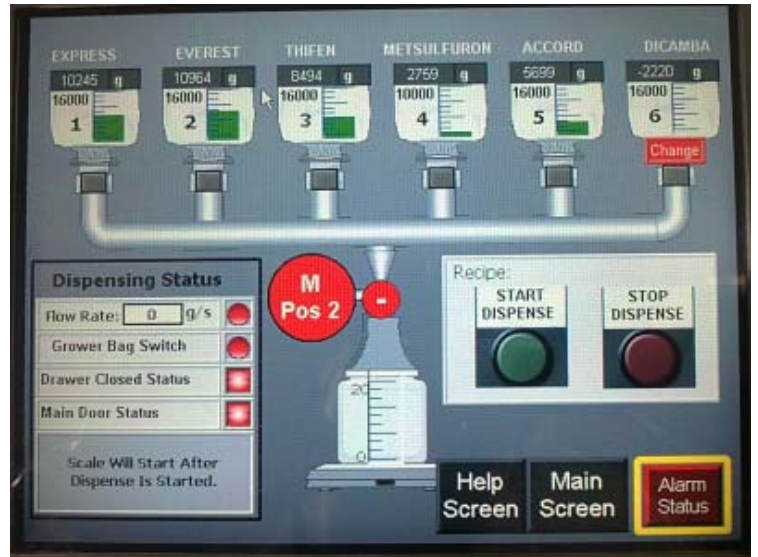 EXPRESS EVEREST THIFEN METSULFURON ACCORD DICAMBA
10245 g 10964 g 8494 g 2759 g 5699 g -2220 g
16000 16000 16000 10000 16000 16000
1 2 3 4 5 6
Change
Dispensing Status
Flow Rate: 0 g/s
Grower Bag Switch
Drawer Closed Status
Main Door Status
Scale Will Start After
Dispense Is Started.
M
Pos 2
-
20
0
Recipe:
START
DISPENSE
STOP
DISPENSE
Help
Screen
Main
Screen
Alarm
Status